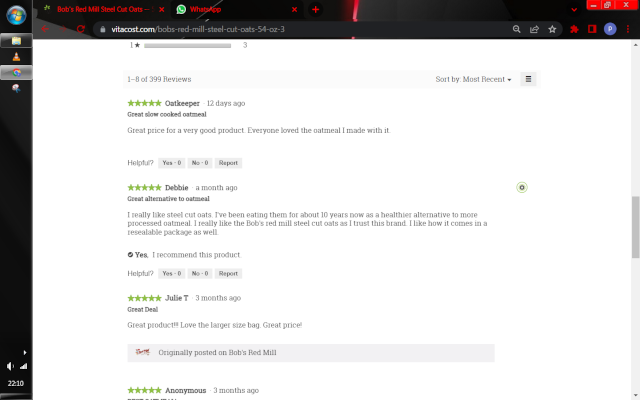 Bob's Red Mill Steel Cut Oats --
WhatsApp
vitacost.com/bobs-red-mill-steel-cut-oats-54-oz-3
P
1★ 3
1–8 of 399 Reviews
Sort by: Most Recent ▼
★★★★★ Oatkeeper · 12 days ago
Great slow cooked oatmeal
Great price for a very good product. Everyone loved the oatmeal I made with it.
Helpful? Yes · 0 No · 0 Report
★★★★★ Debbie · a month ago
Great alternative to oatmeal
I really like steel cut oats. I've been eating them for about 10 years now as a healthier alternative to more
processed oatmeal. I really like the Bob's red mill steel cut oats as I trust this brand. I like how it comes in a
resealable package as well.
Yes, I recommend this product.
Helpful? Yes · 0 No · 0 Report
★★★★★ Julie T · 3 months ago
Great Deal
Great product!!! Love the larger size bag. Great price!
Originally posted on Bob's Red Mill
★★★★★ Anonymous · 3 months ago
22:10